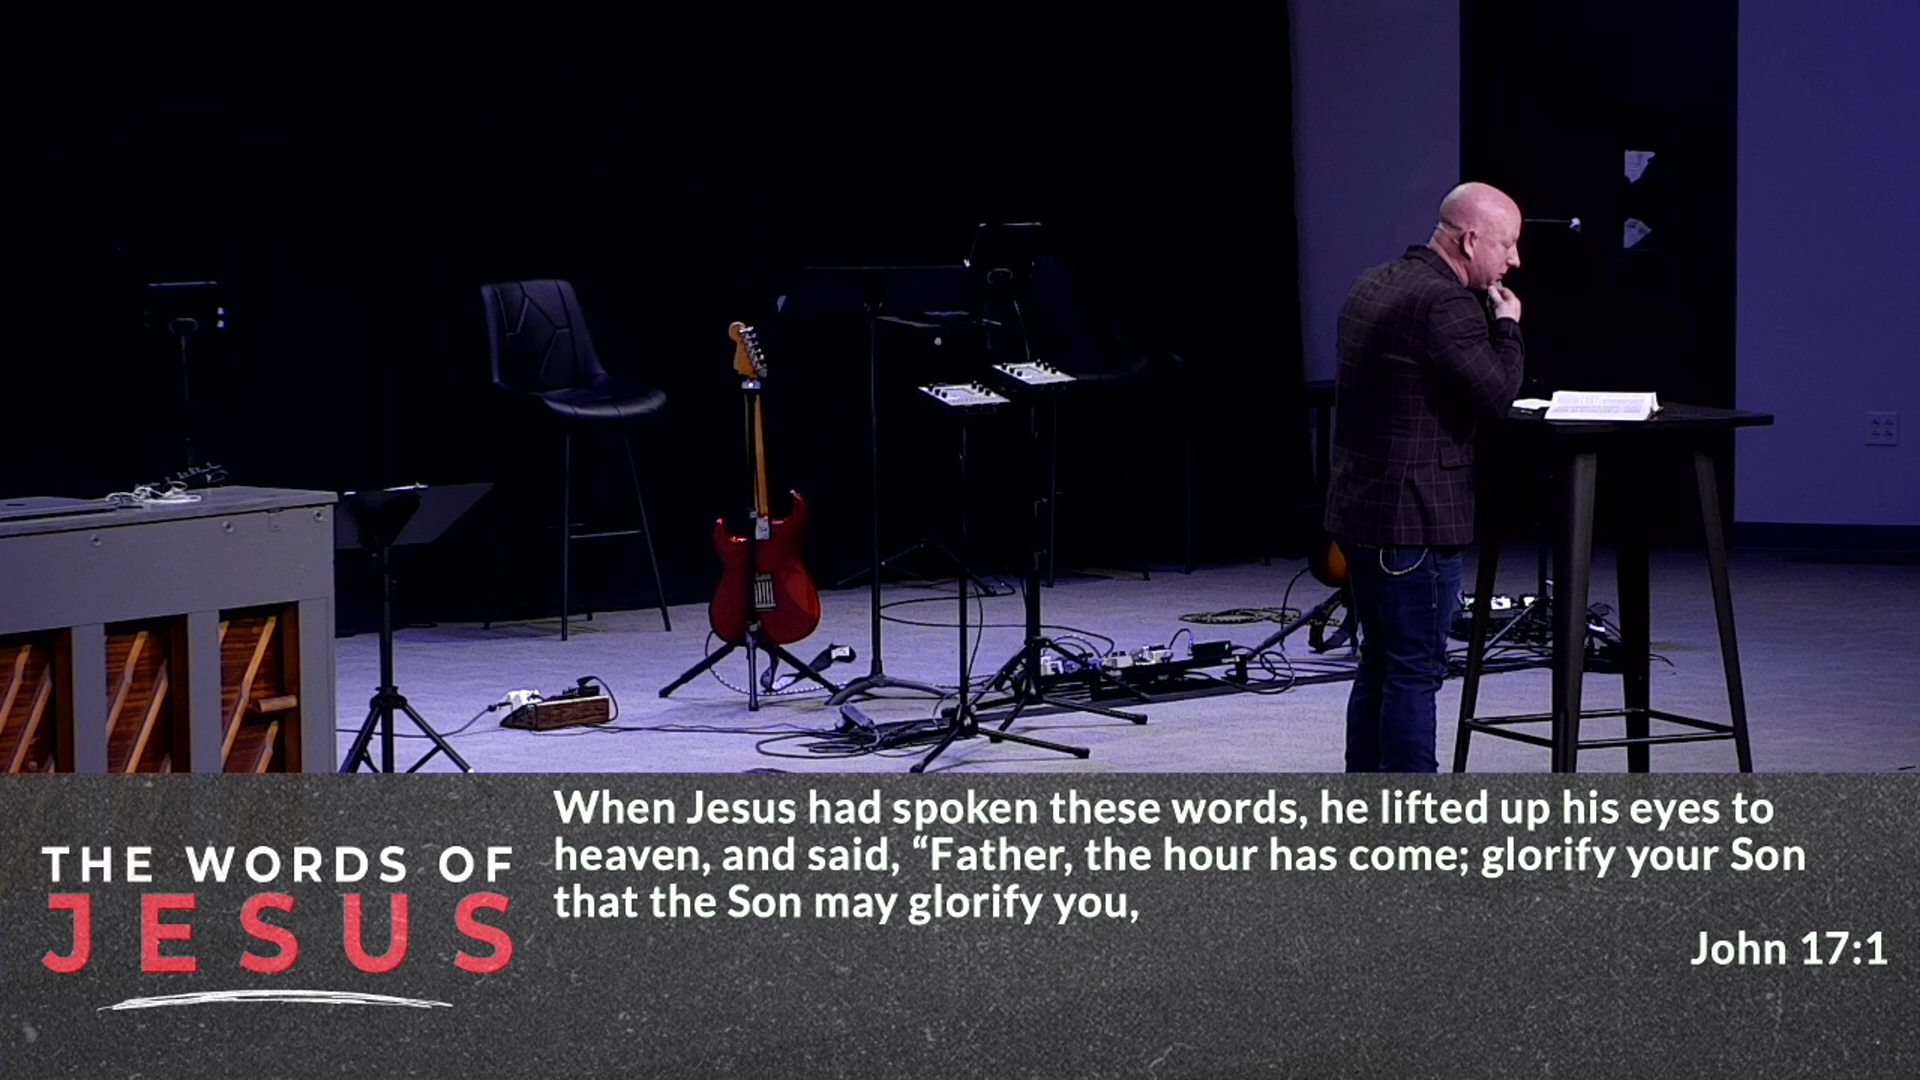 THE WORDS OF
JESUS
When Jesus had spoken these words, he lifted up his eyes to
heaven, and said, “Father, the hour has come; glorify your Son
that the Son may glorify you,
John 17:1